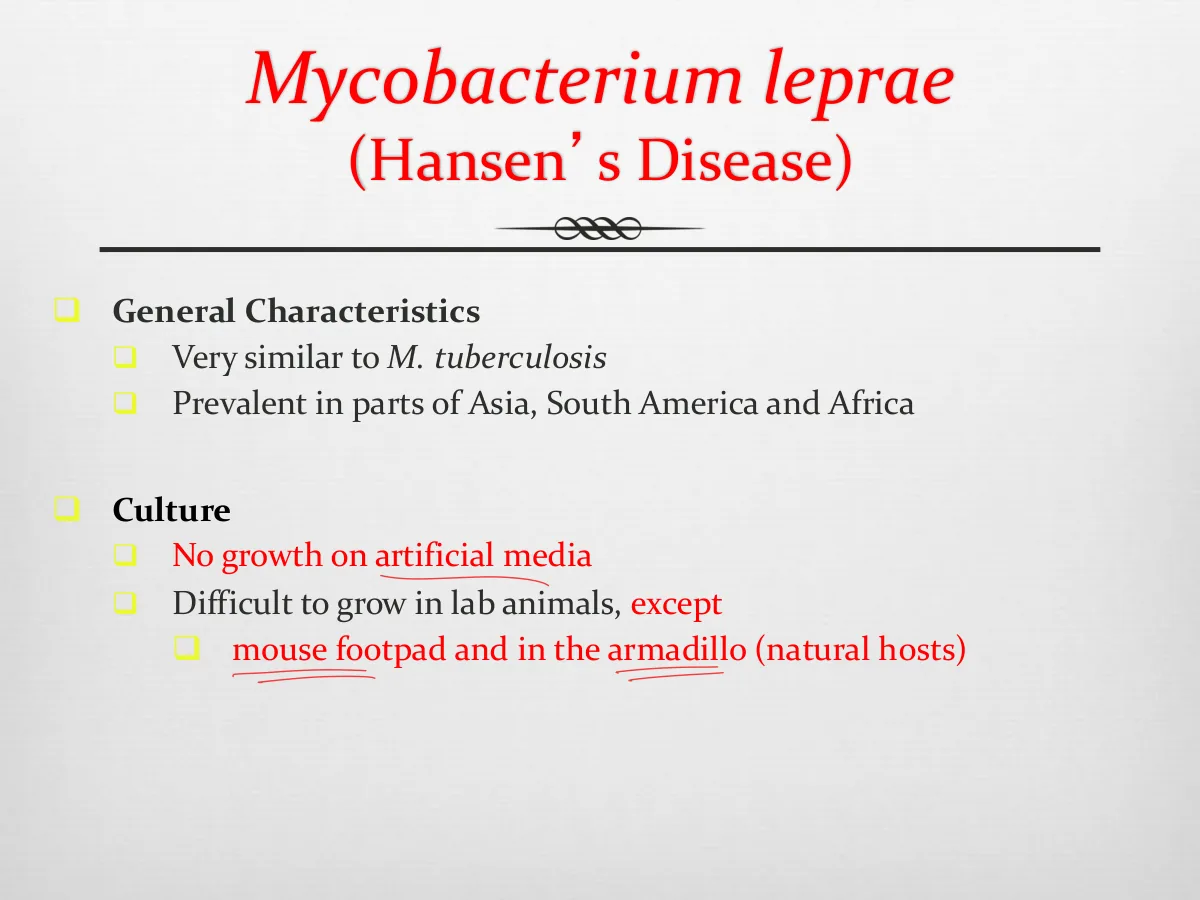 Mycobacterium leprae
(Hansen’s Disease)
General Characteristics
Very similar to M. tuberculosis
Prevalent in parts of Asia, South America and Africa
Culture
No growth on artificial media
Difficult to grow in lab animals, except
mouse footpad and in the armadillo (natural hosts)